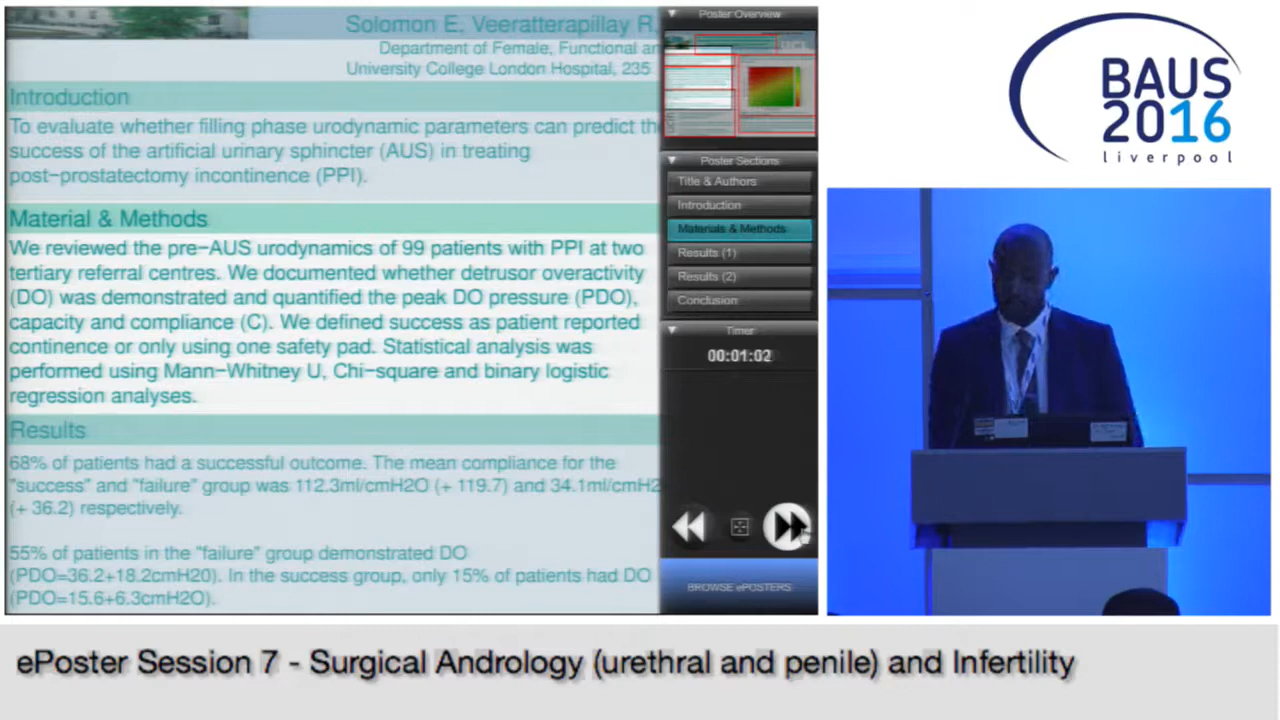 Solomon E, Veeratterapillay R,
Department of Female, Functional an
University College London Hospital, 235
Introduction
To evaluate whether filling phase urodynamic parameters can predict the
success of the artificial urinary sphincter (AUS) in treating
post-prostatectomy incontinence (PPI).
Material & Methods
We reviewed the pre-AUS urodynamics of 99 patients with PPI at two
tertiary referral centres. We documented whether detrusor overactivity
(DO) was demonstrated and quantified the peak DO pressure (PDO),
capacity and compliance (C). We defined success as patient reported
continence or only using one safety pad. Statistical analysis was
performed using Mann-Whitney U, Chi-square and binary logistic
regression analyses.
Results
68% of patients had a successful outcome. The mean compliance for the
"success" and "failure" group was 112.3ml/cmH2O (+ 119.7) and 34.1ml/cmH2
(+ 36.2) respectively.
55% of patients in the "failure" group demonstrated DO
(PDO=36.2+18.2cmH20). In the success group, only 15% of patients had DO
(PDO=15.6+6.3cmH2O).
Poster Overview
Poster Sections
Title & Authors
Introduction
Materials & Methods
Results (1)
Results (2)
Conclusion
Timer
00:01:02
BROWSE ePOSTERS
BAUS
2016
liverpool
ePoster Session 7 - Surgical Andrology (urethral and penile) and Infertility